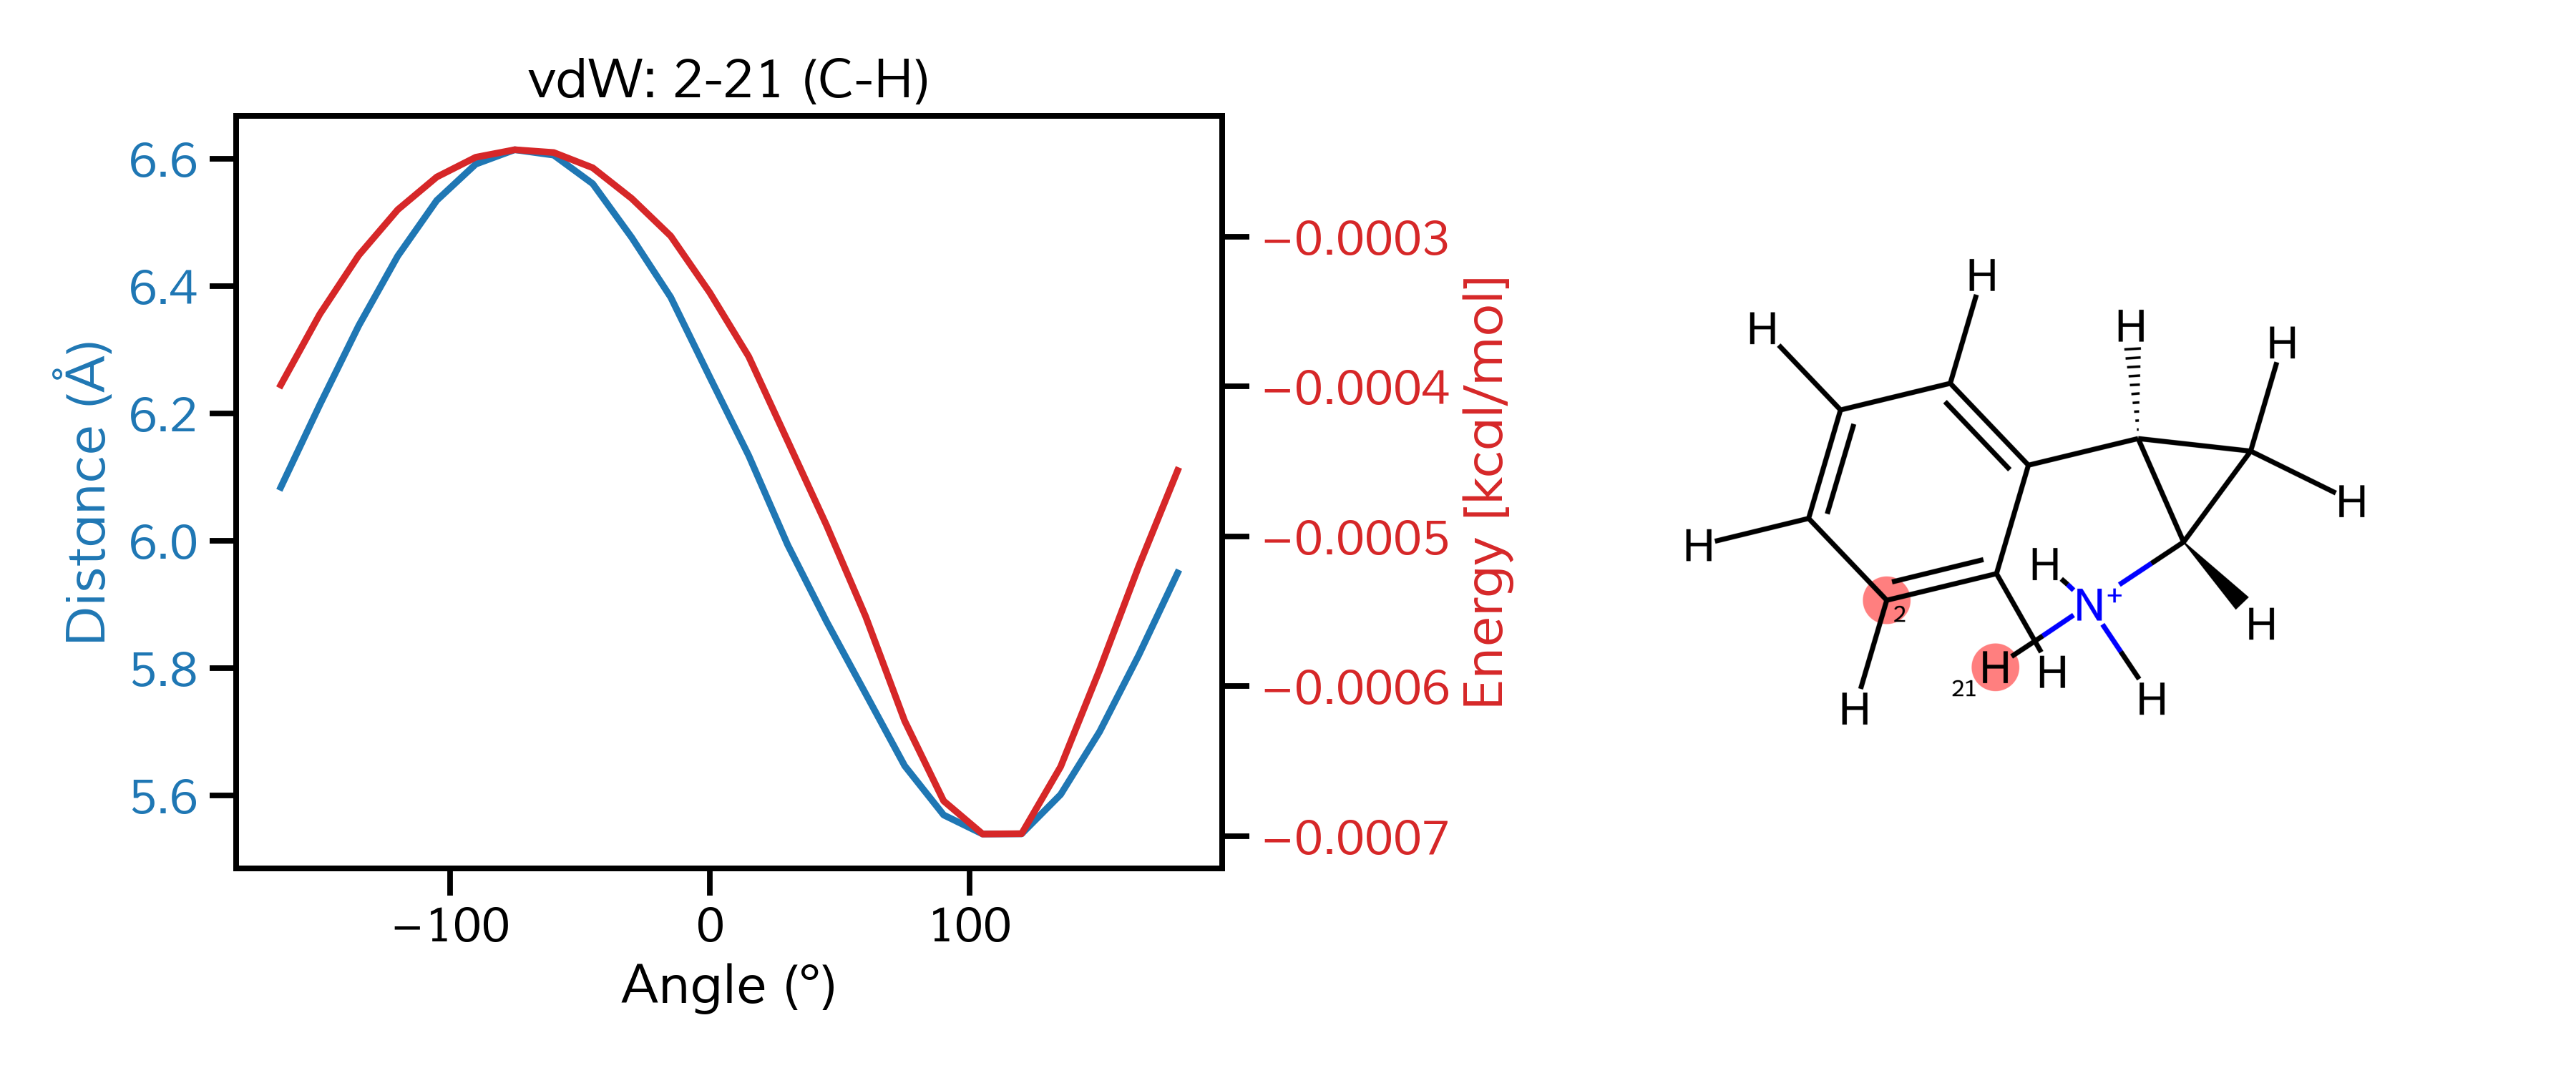 vdW: 2-21 (C-H)
6.6
6.4
6.2
6.0
5.8
5.6
Distance (Å)
−0.0003
−0.0004
−0.0005
−0.0006
−0.0007
Energy [kcal/mol]
−100
0
100
Angle (°)
H
H
H
H
H
H
H
N+
2
H
H
21
H
H
H